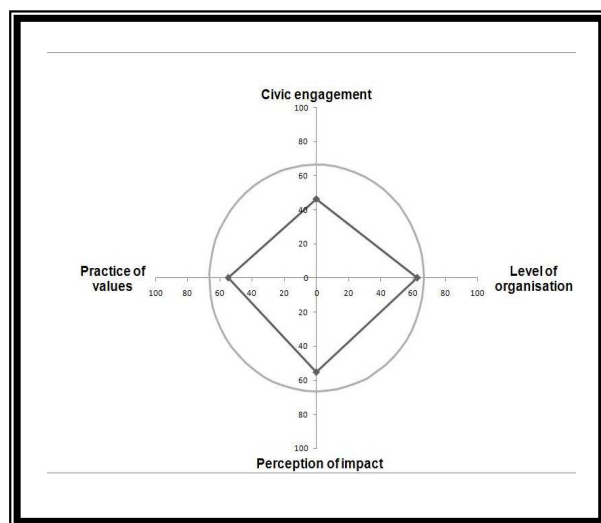 Civic engagement
100
80
60
40
20
0
Practice of
values
100 80 60 40 20 0 20 40 60 80 100
Level of
organisation
20
40
60
80
100
Perception of impact